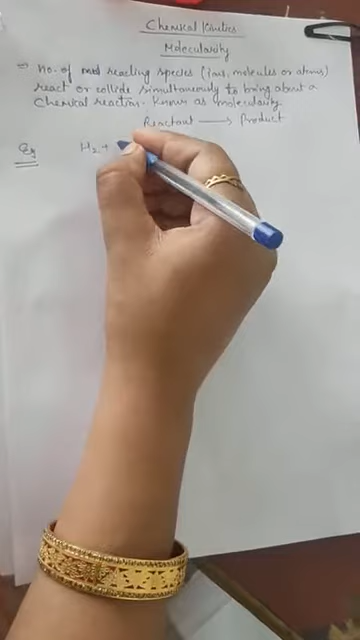 Chemical Kinetics
Molecularity
No. of reacting species (ions, molecules or atoms)
react or collide simultaneously to bring about a
Chemical reaction. Known as molecularity.
Reactant ⟶ Product
Eg H₂ +